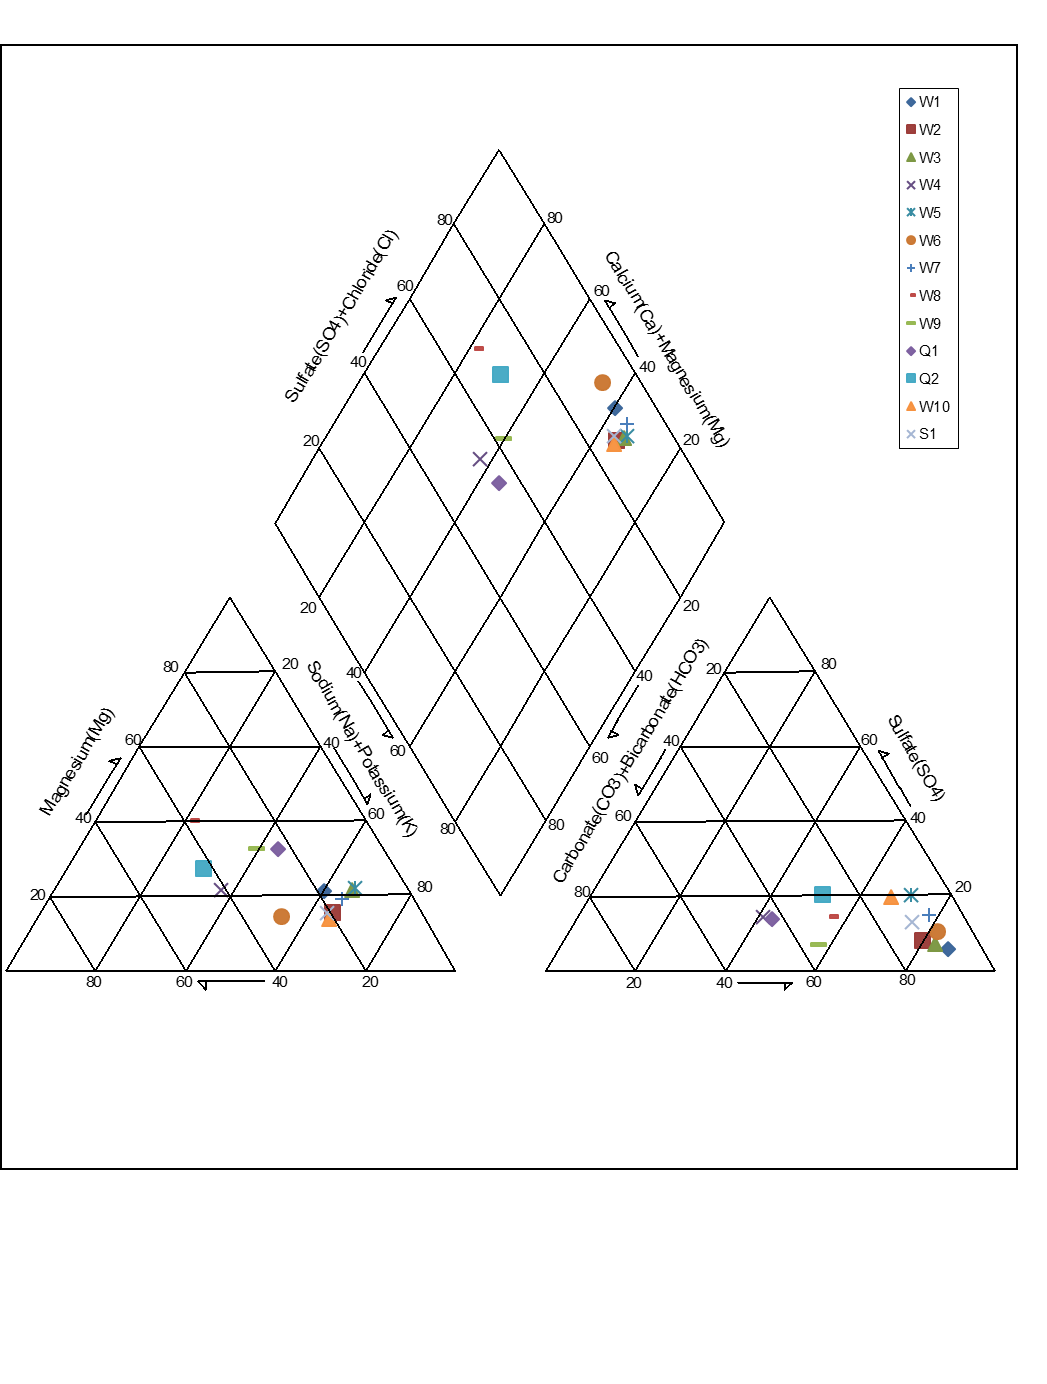 W1
W2
W3
W4
W5
W6
W7
W8
W9
Q1
Q2
W10
S1
80
80
Sulfate(SO4)+Chloride(Cl)
Calcium(Ca)+Magnesium(Mg)
60
60
40
40
20
20
20
20
Sodium(Na)+Potassium(K)
Carbonate(CO3)+Bicarbonate(HCO3)
40
40
60
60
80
80
Magnesium(Mg)
80
20
60
40
40
60
20
80
80
60
40
20
Sulfate(SO4)
20
80
40
60
60
40
80
20
20
40
60
80